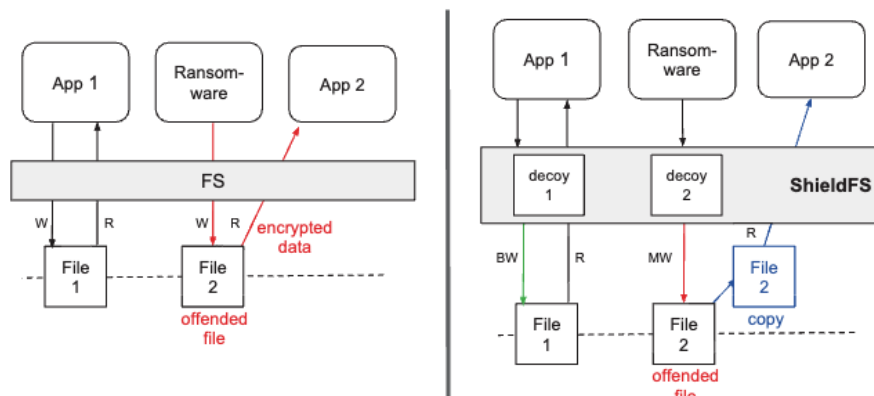 App 1
Ransom-
ware
App 2
FS
W
R
W
R
encrypted
data
File
1
File
2
offended
file
App 1
Ransom-
ware
App 2
decoy
1
decoy
2
ShieldFS
BW
R
MW
R
File
2
copy
File
1
File
2
offended
file